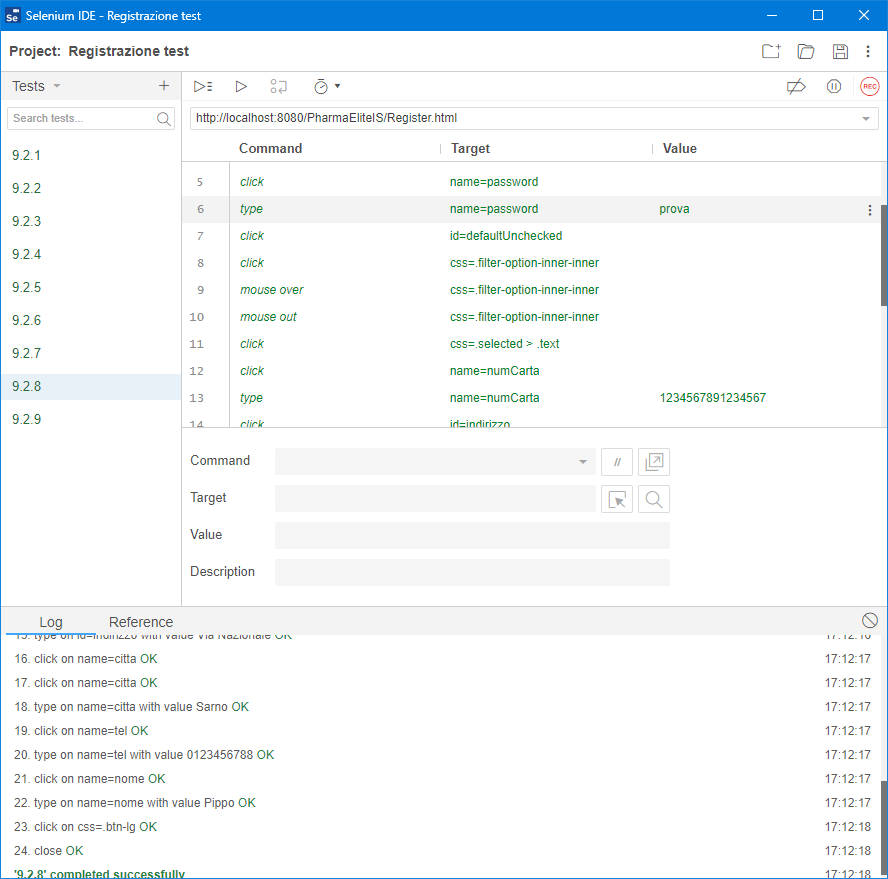 Se Selenium IDE - Registrazione test
Project: Registrazione test
Tests
REC
Search tests...
http://localhost:8080/PharmaEliteIS/Register.html
Command Target Value
9.2.1
9.2.2
9.2.3
9.2.4
9.2.5
9.2.6
9.2.7
9.2.8
9.2.9
5 click name=password
6 type name=password prova
7 click id=defaultUnchecked
8 click css=.filter-option-inner-inner
9 mouse over css=.filter-option-inner-inner
10 mouse out css=.filter-option-inner-inner
11 click css=.selected > .text
12 click name=numCarta
13 type name=numCarta 1234567891234567
14 click id=indirizzo
Command //
Target
Value
Description
Log Reference
15. type on id=indirizzo with value Via Nazionale OK 17:12:16
16. click on name=citta OK 17:12:17
17. click on name=citta OK 17:12:17
18. type on name=citta with value Sarno OK 17:12:17
19. click on name=tel OK 17:12:17
20. type on name=tel with value 0123456788 OK 17:12:17
21. click on name=nome OK 17:12:17
22. type on name=nome with value Pippo OK 17:12:17
23. click on css=.btn-lg OK 17:12:18
24. close OK 17:12:18
'9.2.8' completed successfully 17:12:18